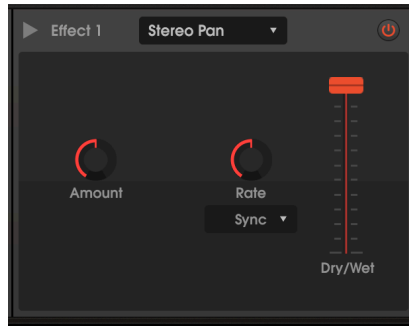 Effect 1
Stereo Pan
Amount
Rate
Sync
Dry/Wet